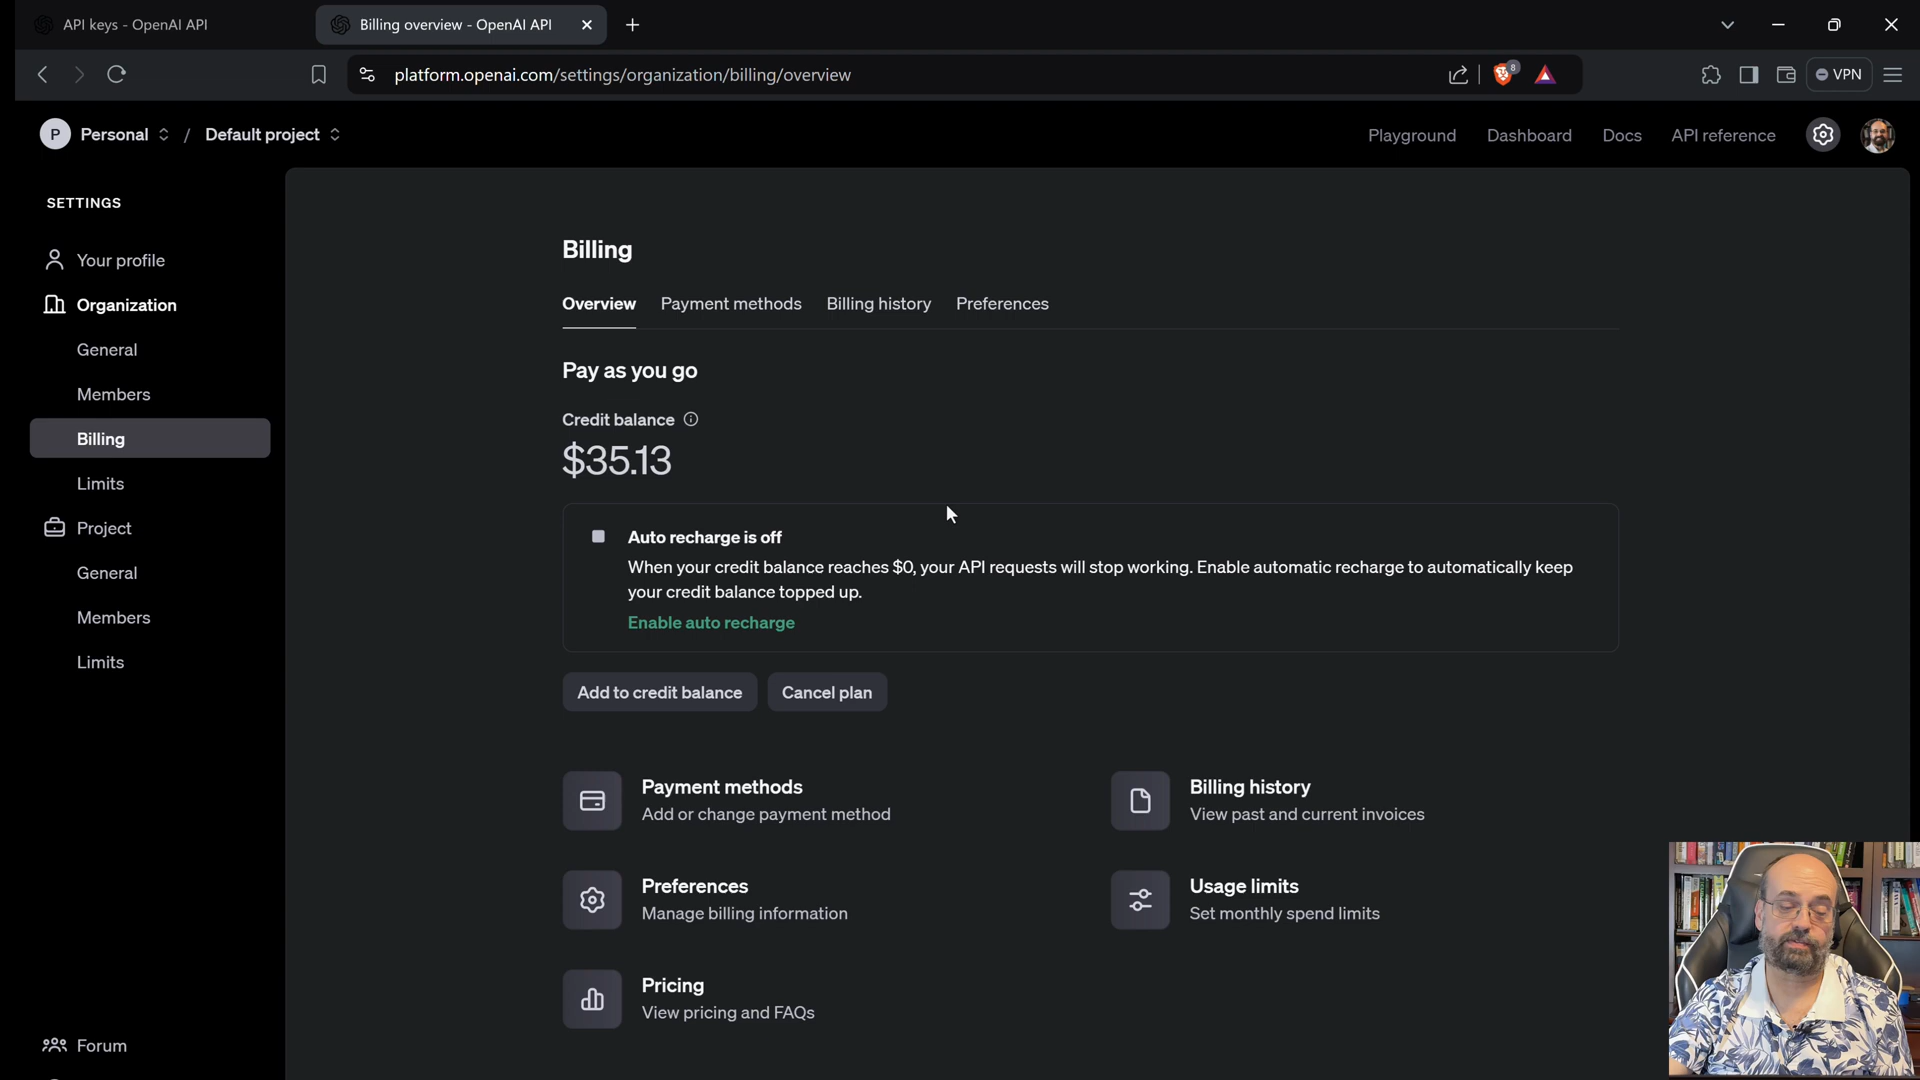 API keys - OpenAI API
Billing overview - OpenAI API
platform.openai.com/settings/organization/billing/overview
8
VPN
P Personal / Default project
Playground Dashboard Docs API reference
SETTINGS
Your profile
Organization
General
Members
Billing
Limits
Project
General
Members
Limits
Forum
Billing
Overview Payment methods Billing history Preferences
Pay as you go
Credit balance
$35.13
Auto recharge is off
When your credit balance reaches $0, your API requests will stop working. Enable automatic recharge to automatically keep
your credit balance topped up.
Enable auto recharge
Add to credit balance Cancel plan
Payment methods
Add or change payment method
Billing history
View past and current invoices
Preferences
Manage billing information
Usage limits
Set monthly spend limits
Pricing
View pricing and FAQs